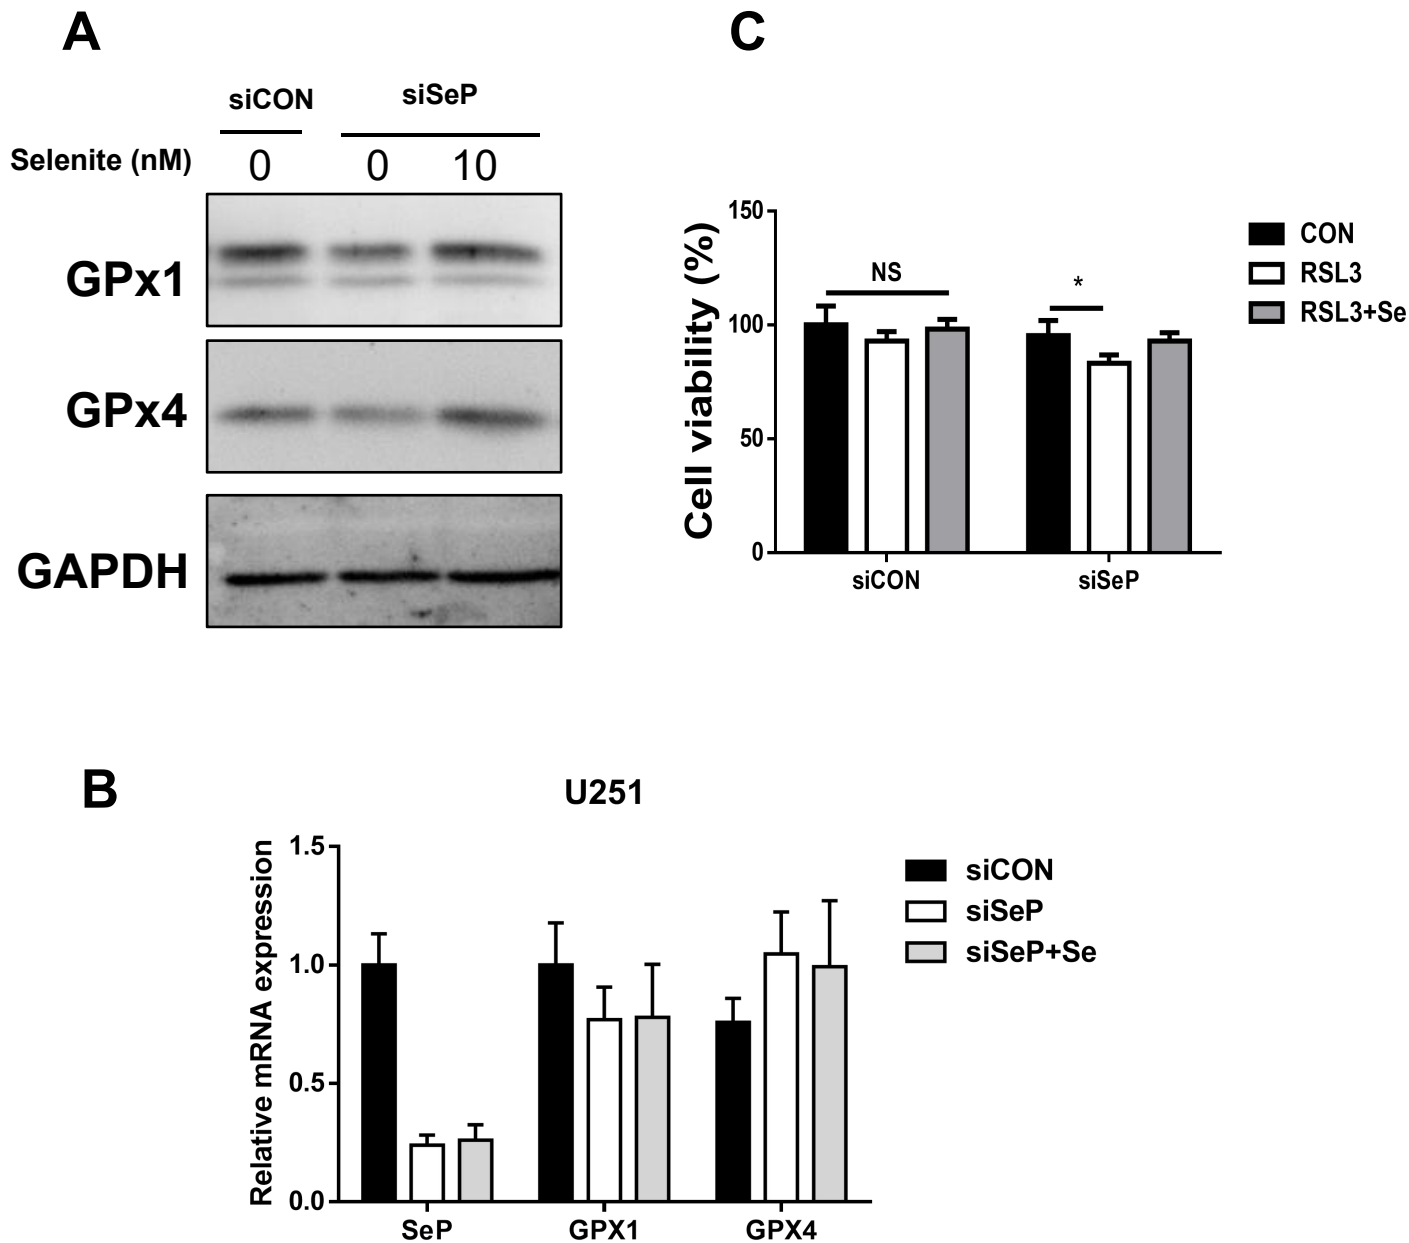 A
siCON siSeP
Selenite (nM) 0 0 10
GPx1
GPx4
GAPDH
C
Cell viability (%)
150
100
50
0
NS
*
siCON siSeP
CON
RSL3
RSL3+Se
B
U251
Relative mRNA expression
1.5
1.0
0.5
0.0
SeP GPX1 GPX4
siCON
siSeP
siSeP+Se